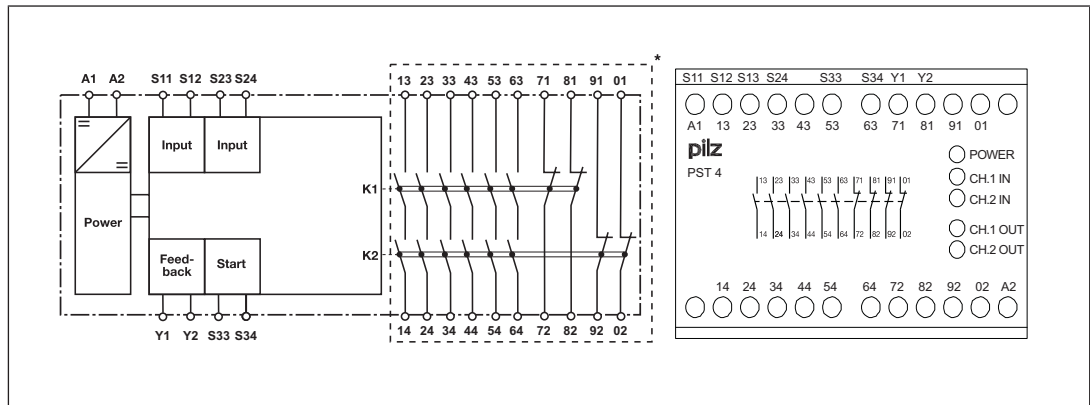 A1 A2 S11 S12 S23 S24 13 23 33 43 53 63 71 81 91 01 *
Input Input
K1
Power
K2
Feed-
back
Start
14 24 34 44 54 64 72 82 92 02
Y1 Y2 S33 S34
S11 S12 S13 S24 S33 S34 Y1 Y2
A1 13 23 33 43 53 63 71 81 91 01
pilz
PST 4
POWER
CH.1 IN
CH.2 IN
CH.1 OUT
CH.2 OUT
13 23 33 43 53 63 71 81 91 01
14 24 34 44 54 64 72 82 92 02
14 24 34 44 54 64 72 82 92 02 A2